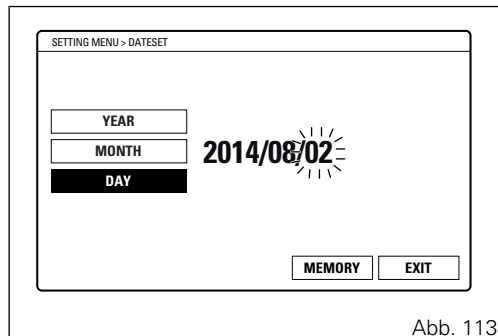 SETTING MENU > DATESET
YEAR
MONTH
2014/08/02
DAY
MEMORY EXIT
Abb. 113